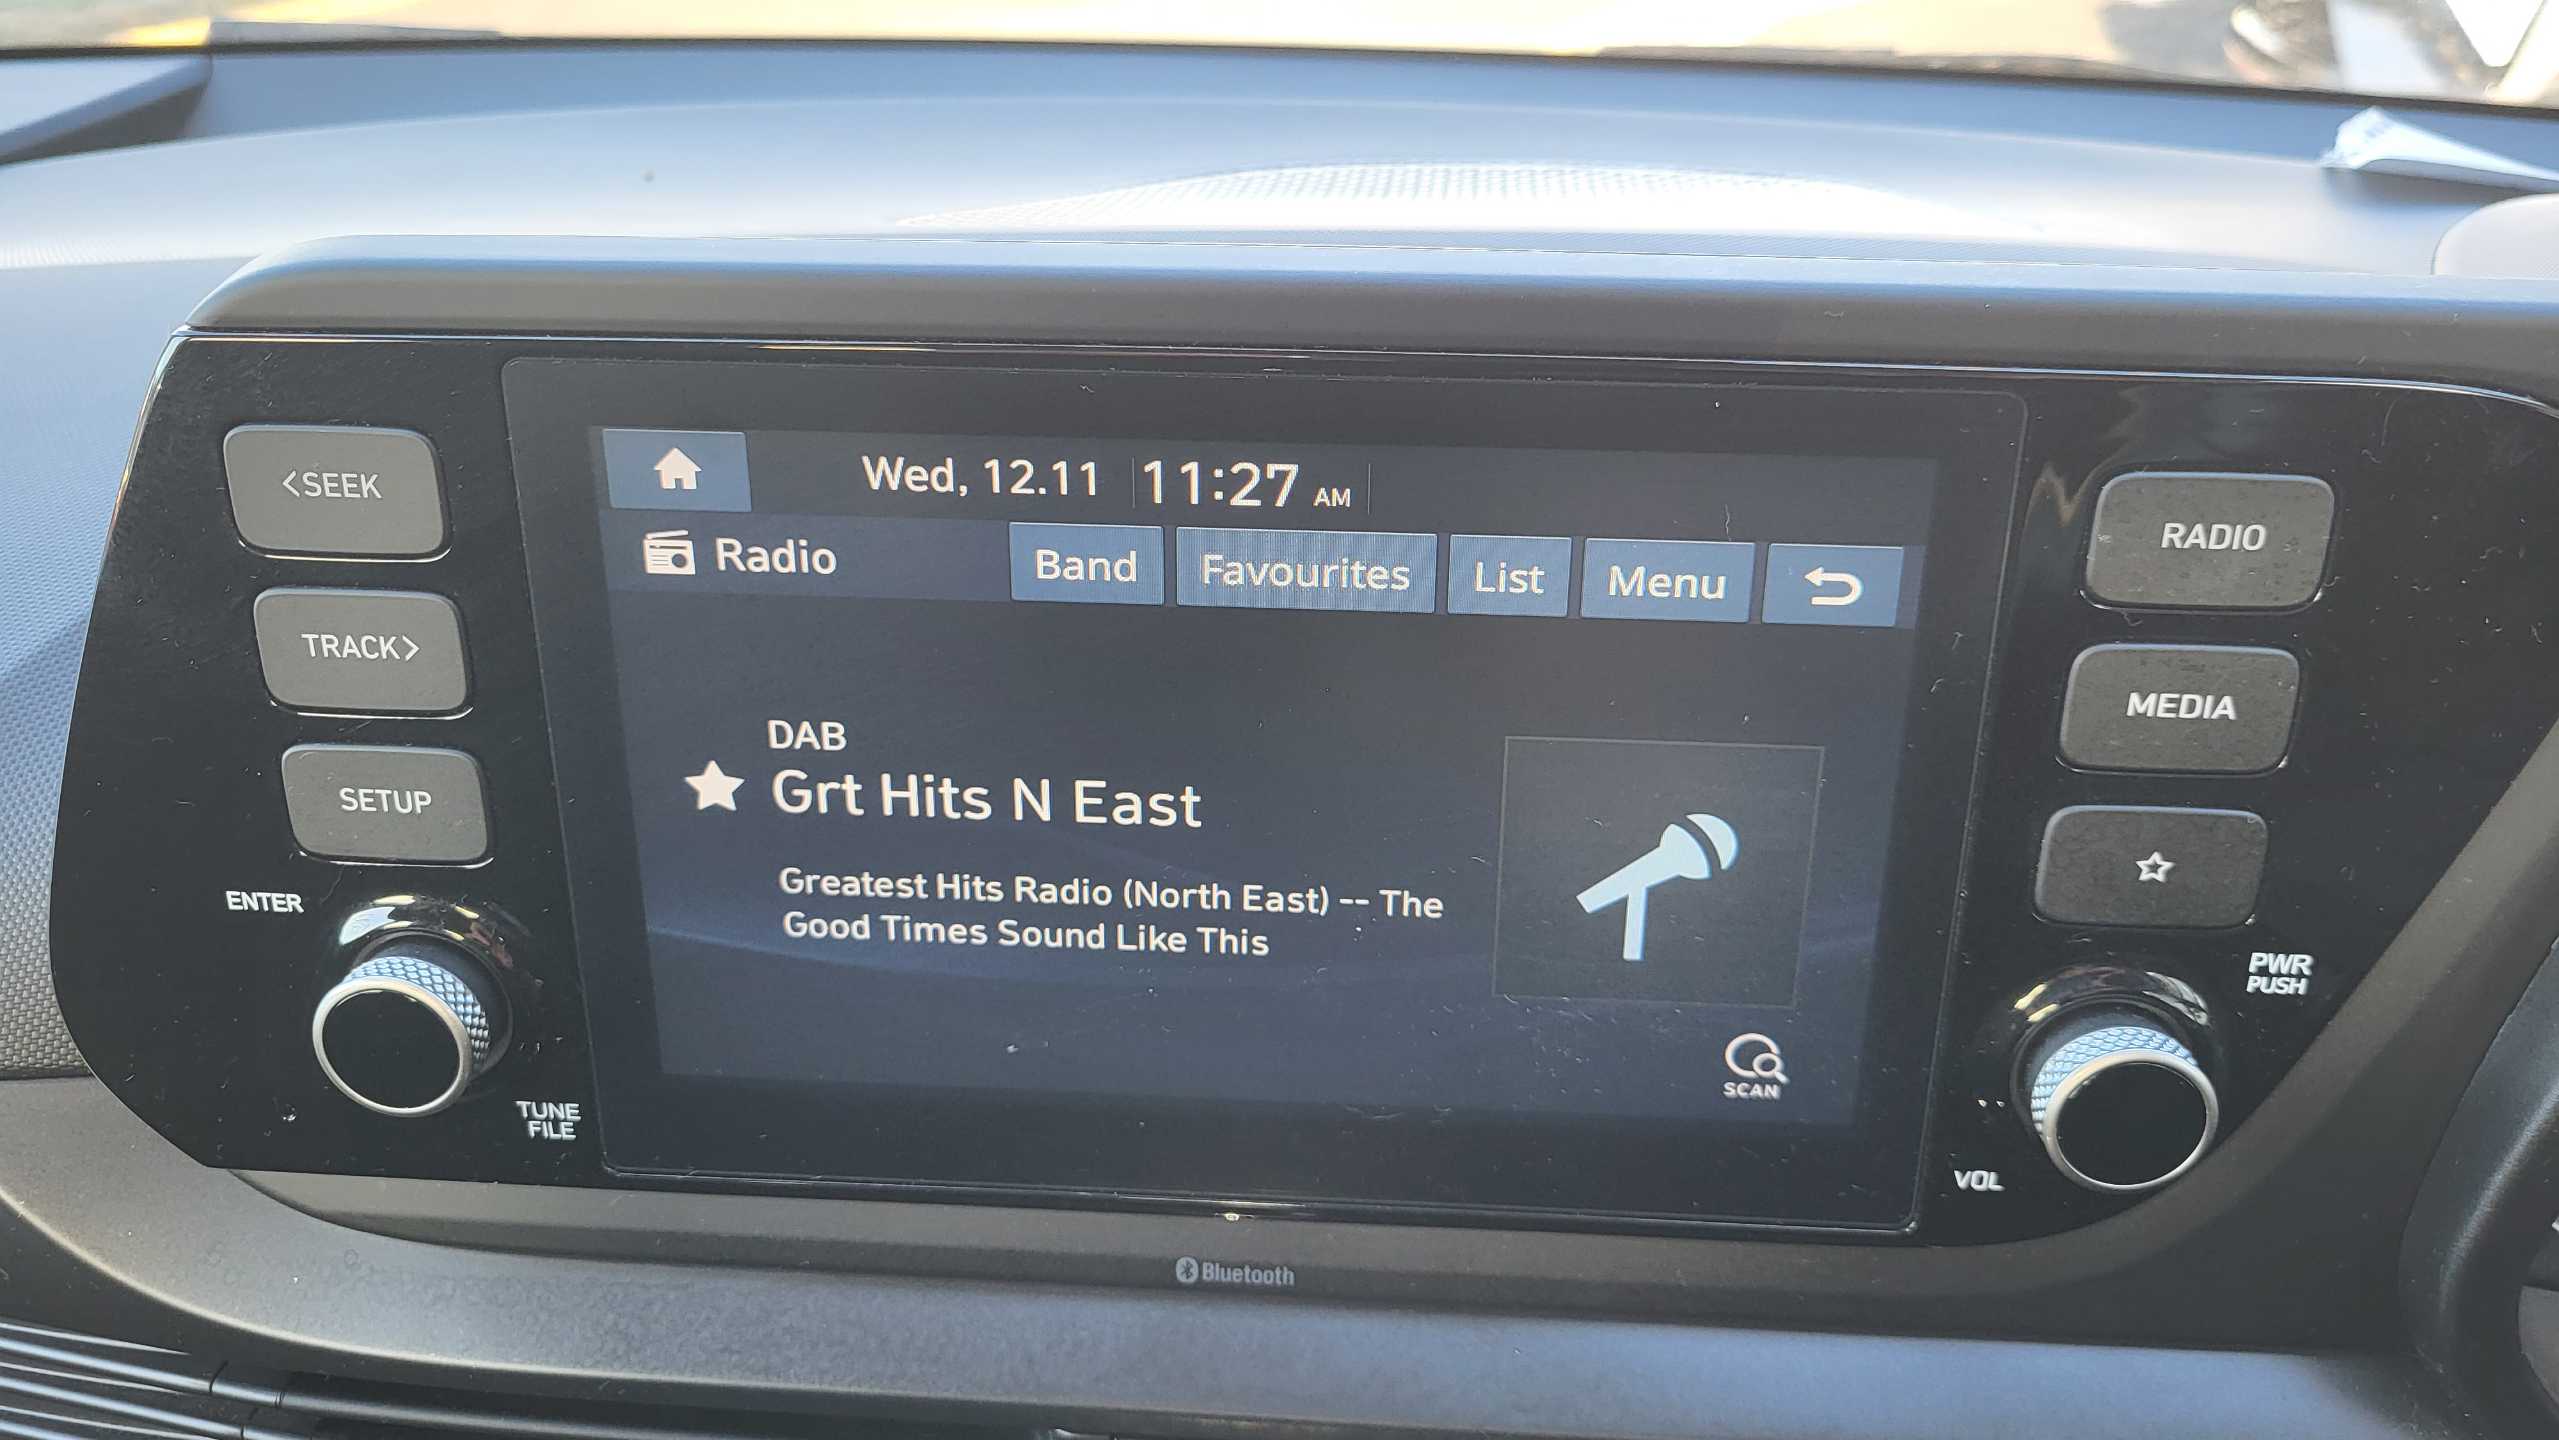 <SEEK
TRACK>
SETUP
ENTER
TUNE
FILE
Wed, 12.11 11:27 AM
Radio Band Favourites List Menu
DAB
Grt Hits N East
Greatest Hits Radio (North East) -- The
Good Times Sound Like This
SCAN
RADIO
MEDIA
PWR
PUSH
VOL
Bluetooth